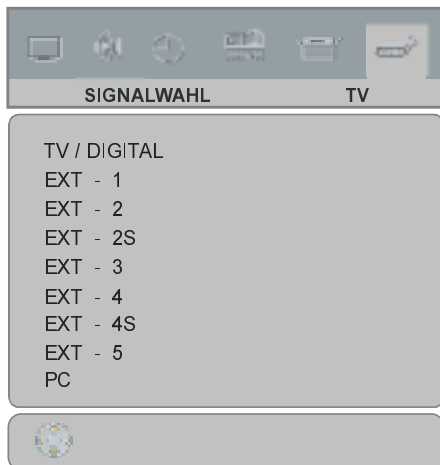 SIGNALWAHL TV
TV / DIGITAL
EXT - 1
EXT - 2
EXT - 2S
EXT - 3
EXT - 4
EXT - 4S
EXT - 5
PC